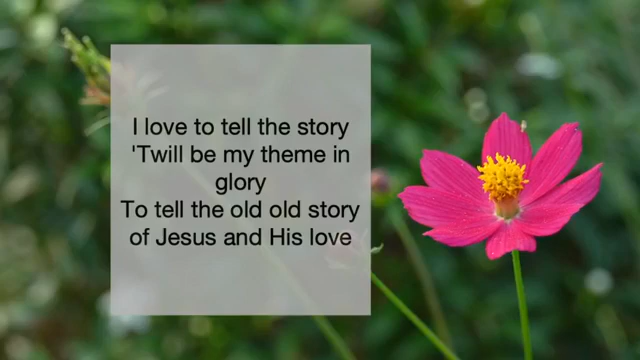 I love to tell the story
'Twill be my theme in
glory
To tell the old old story
of Jesus and His love